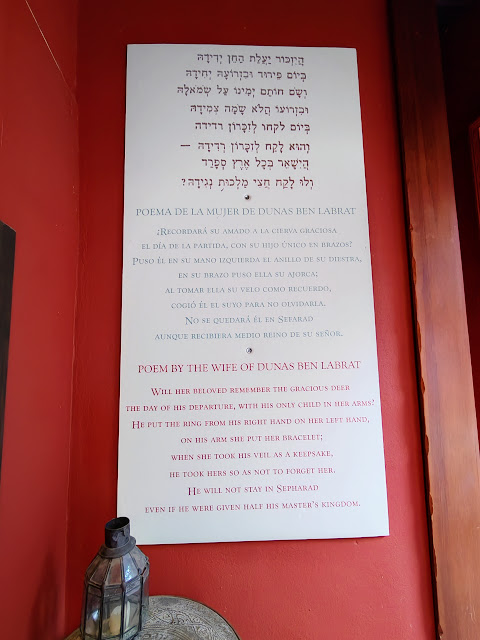 הֲיִזְכּוֹר יַעֲלַת הַחֵן יְדִידָהּ
בְּיוֹם פֵּירוּד וּבִזְרוֹעָהּ יְחִידָהּ
וְשָׂם חוֹתַם יְמִינוֹ עַל שְׂמֹאלָהּ
וּבִזְרוֹעוֹ הֲלֹא שָׂמָה צְמִידָהּ
בְּיוֹם לקחו לְזִכָּרוֹן רדידה
וְהוּא לָקַח לְזִכָּרוֹן רְדִידָהּ —
הֲיִשָּׁאֵר בְּכָל אֶרֶץ סְפָרַד
וְלוּ לָקַח חֲצִי מַלְכוּת נְגִידָהּ?
POEMA DE LA MUJER DE DUNAS BEN LABRAT
¿RECORDARÁ SU AMADO A LA CIERVA GRACIOSA
EL DÍA DE LA PARTIDA, CON SU HIJO ÚNICO EN BRAZOS?
PUSO ÉL EN SU MANO IZQUIERDA EL ANILLO DE SU DIESTRA,
EN SU BRAZO PUSO ELLA SU AJORCA;
AL TOMAR ELLA SU VELO COMO RECUERDO,
COGIÓ ÉL EL SUYO PARA NO OLVIDARLA.
NO SE QUEDARÁ ÉL EN SEFARAD
AUNQUE RECIBIERA MEDIO REINO DE SU SEÑOR.
POEM BY THE WIFE OF DUNAS BEN LABRAT
WILL HER BELOVED REMEMBER THE GRACIOUS DEER
THE DAY OF HIS DEPARTURE, WITH HIS ONLY CHILD IN HER ARMS?
HE PUT THE RING FROM HIS RIGHT HAND ON HER LEFT HAND,
ON HIS ARM SHE PUT HER BRACELET;
WHEN SHE TOOK HIS VEIL AS A KEEPSAKE,
HE TOOK HERS SO AS NOT TO FORGET HER.
HE WILL NOT STAY IN SEPHARAD
EVEN IF HE WERE GIVEN HALF HIS MASTER'S KINGDOM.